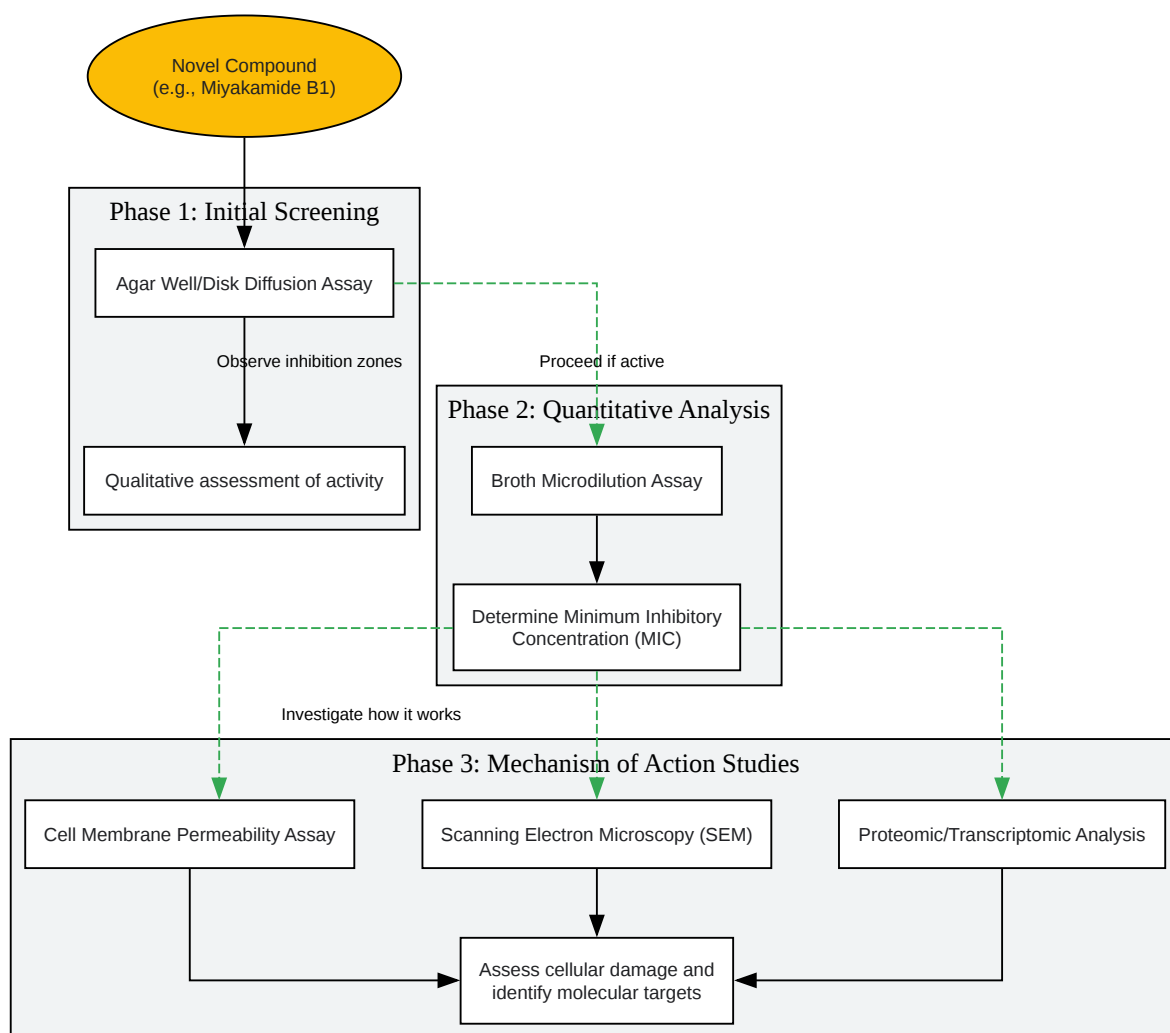 Novel Compound
(e.g., Miyakamide B1)
Phase 1: Initial Screening
Agar Well/Disk Diffusion Assay
Observe inhibition zones
Proceed if active
Phase 2: Quantitative Analysis
Qualitative assessment of activity
Broth Microdilution Assay
Determine Minimum Inhibitory
Concentration (MIC)
Investigate how it works
Phase 3: Mechanism of Action Studies
Cell Membrane Permeability Assay
Scanning Electron Microscopy (SEM)
Proteomic/Transcriptomic Analysis
Assess cellular damage and
identify molecular targets